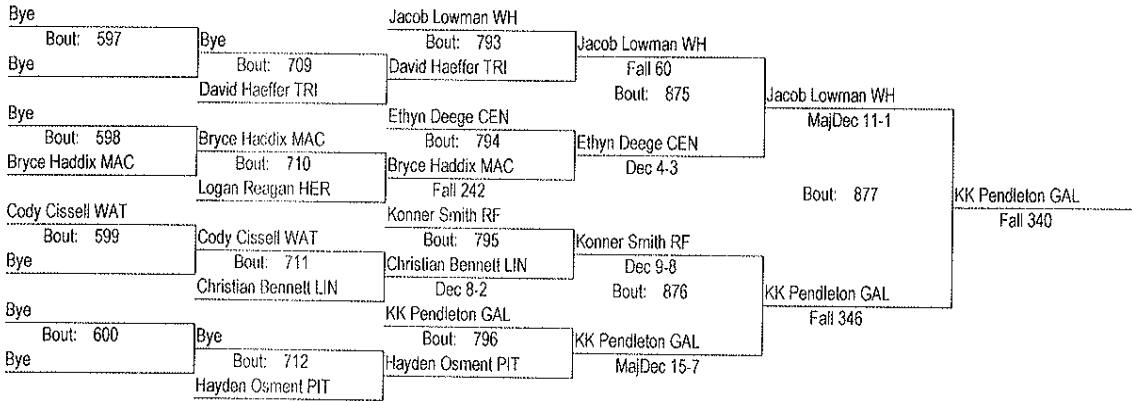 Bye
Bout: 597
Bye
Bye
Bout: 709
David Haeffer TRI
Jacob Lowman WH
Bout: 793
David Haeffer TRI
Jacob Lowman WH
Fall 60
Bout: 875
Bye
Bout: 598
Bryce Haddix MAC
Bryce Haddix MAC
Bout: 710
Logan Reagan HER
Ethyn Deege CEN
Bout: 794
Bryce Haddix MAC
Fall 242
Ethyn Deege CEN
Dec 4-3
Jacob Lowman WH
MajDec 11-1
Bout: 877
Cody Cissell WAT
Bout: 599
Bye
Cody Cissell WAT
Bout: 711
Christian Bennett LIN
Konner Smith RF
Bout: 795
Christian Bennett LIN
Dec 8-2
Konner Smith RF
Dec 9-8
Bout: 876
Bye
Bout: 600
Bye
Bye
Bout: 712
Hayden Osment PIT
KK Pendleton GAL
Bout: 796
Hayden Osment PIT
KK Pendleton GAL
MajDec 15-7
KK Pendleton GAL
Fall 346
KK Pendleton GAL
Fall 340